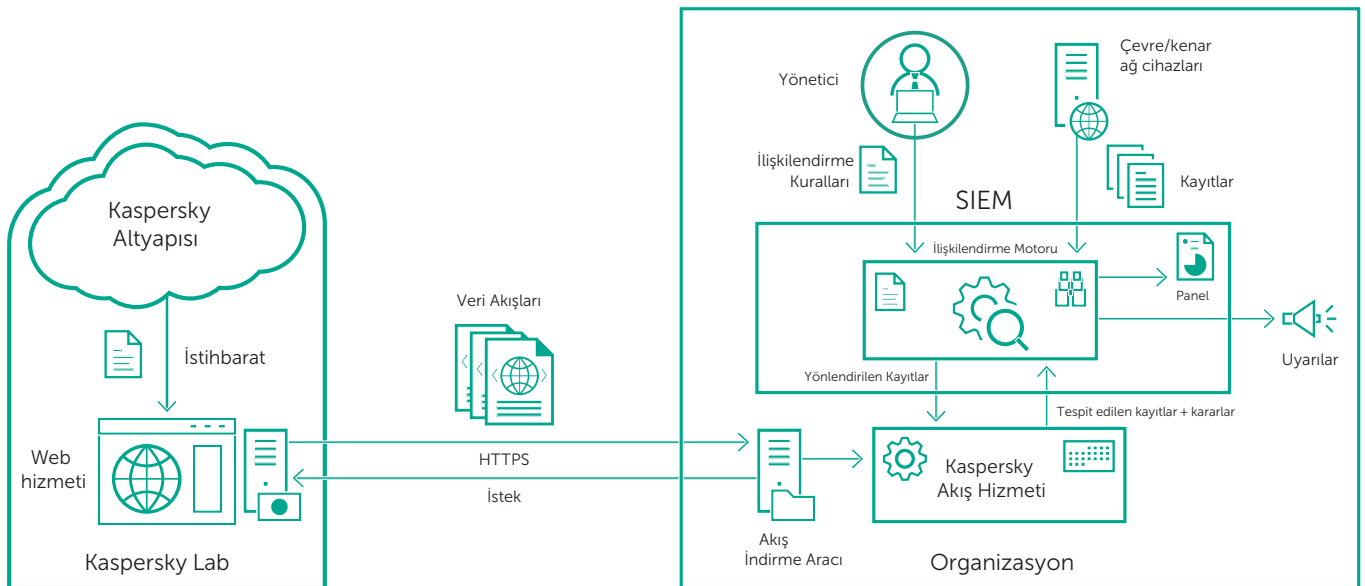 Kaspersky
Altyapısı
İstihbarat
Web
hizmeti
Kaspersky Lab
Veri Akışları
HTTPS
İstek
Yönetici
Çevre/kenar
ağ cihazları
İlişkilendirme
Kuralları
Kayıtlar
SIEM
İlişkilendirme Motoru
Panel
Uyarılar
Yönlendirilen Kayıtlar
Tespit edilen kayıtlar + kararlar
Kaspersky
Akış Hizmeti
Akış
İndirme Aracı
Organizasyon